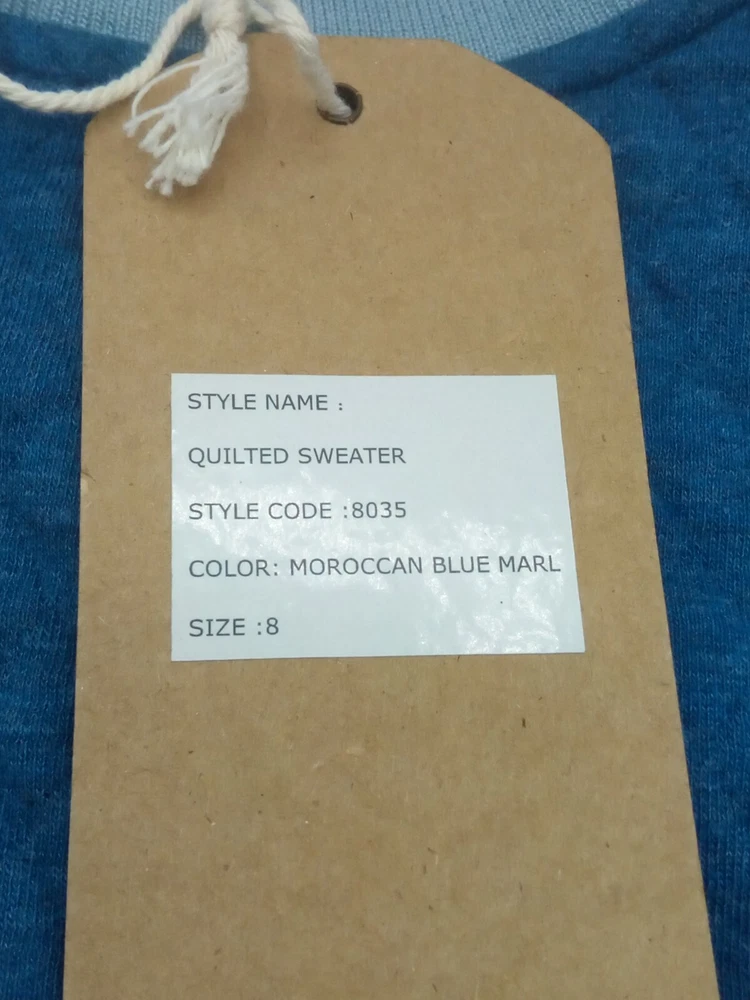 STYLE NAME :
QUILTED SWEATER
STYLE CODE :8035
COLOR: MOROCCAN BLUE MARL
SIZE :8